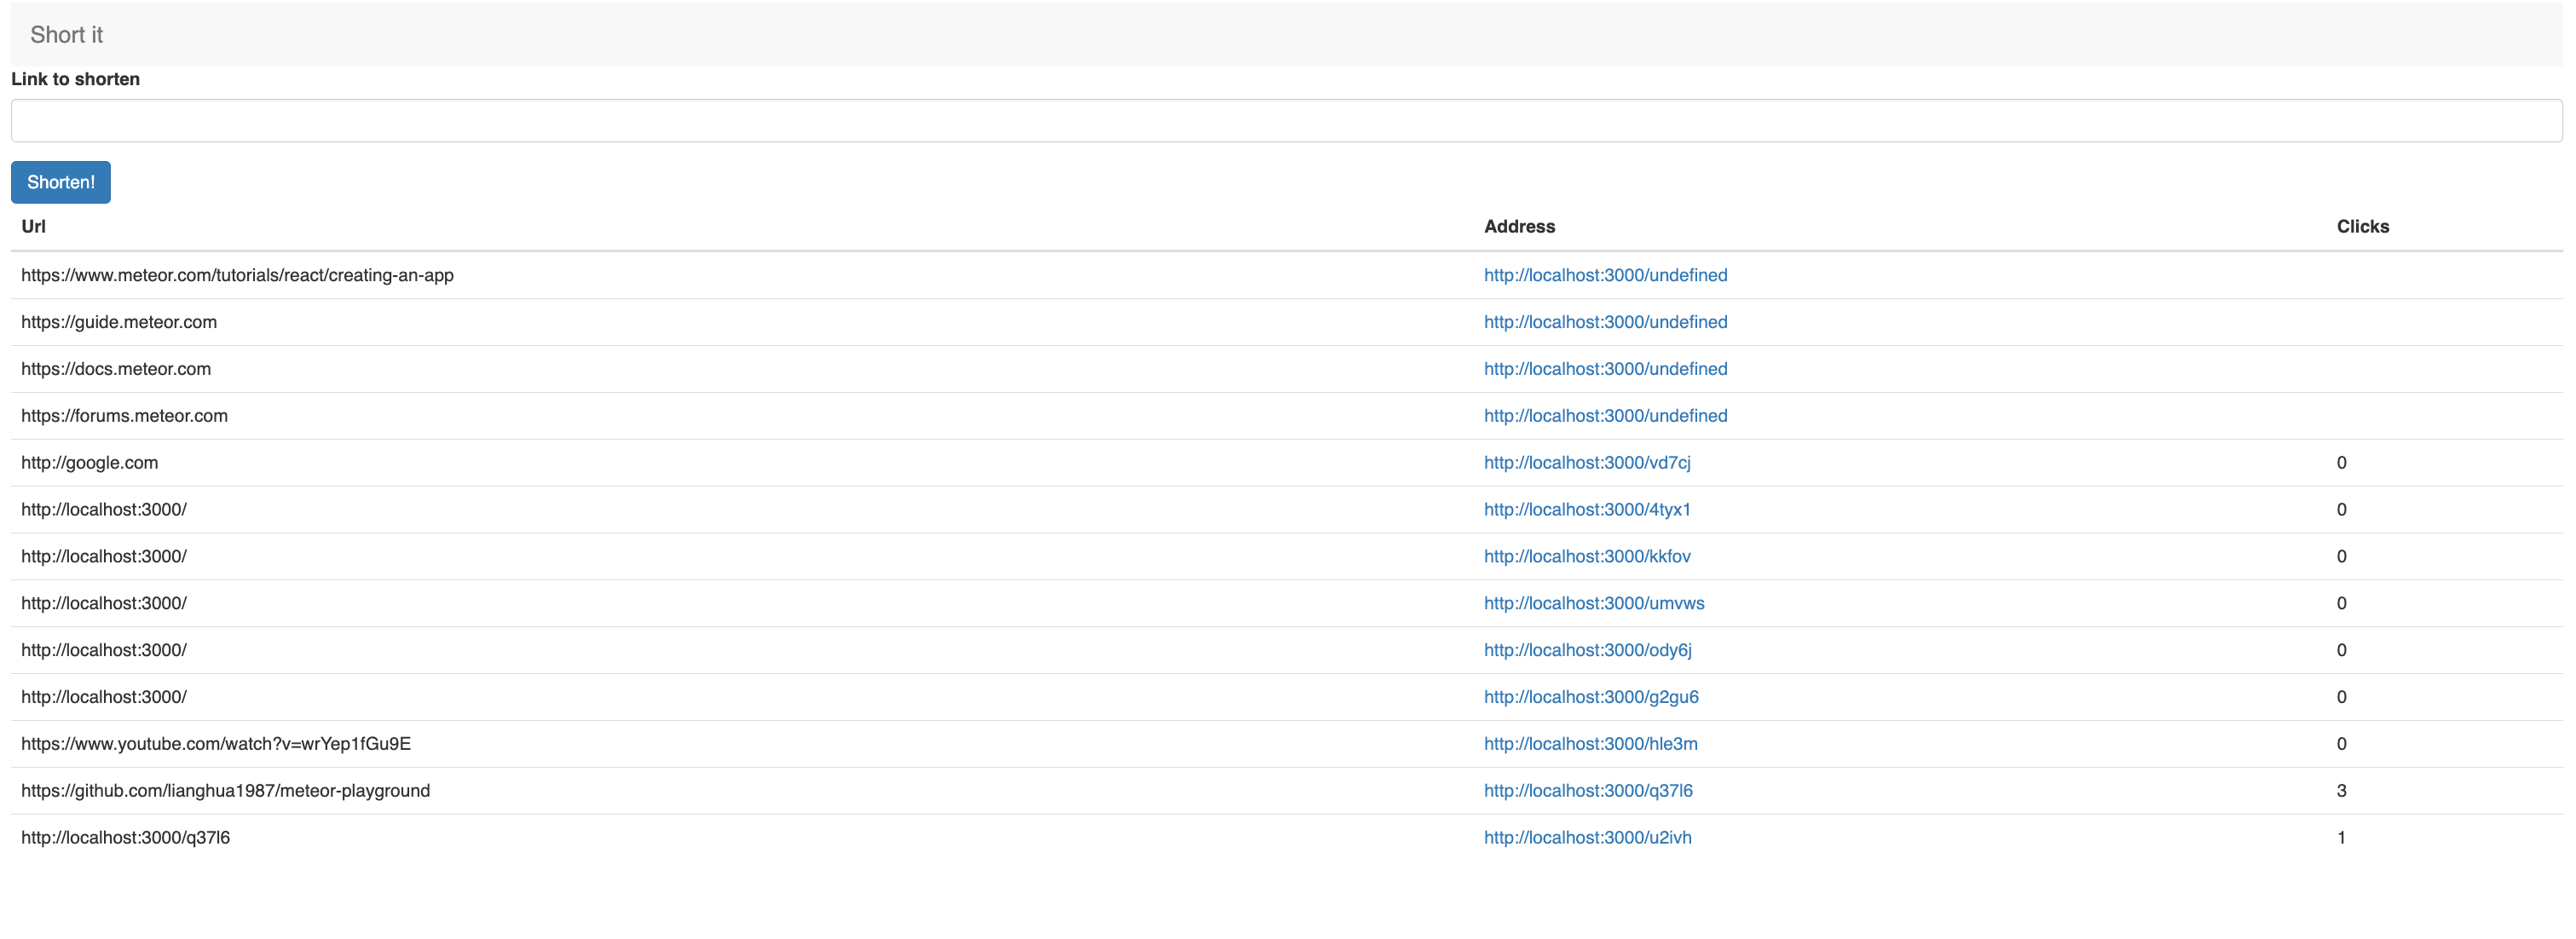 Short it
Link to shorten
Shorten!
Url Address Clicks
https://www.meteor.com/tutorials/react/creating-an-app http://localhost:3000/undefined
https://guide.meteor.com http://localhost:3000/undefined
https://docs.meteor.com http://localhost:3000/undefined
https://forums.meteor.com http://localhost:3000/undefined
http://google.com http://localhost:3000/vd7cj 0
http://localhost:3000/ http://localhost:3000/4tyx1 0
http://localhost:3000/ http://localhost:3000/kkfov 0
http://localhost:3000/ http://localhost:3000/umvws 0
http://localhost:3000/ http://localhost:3000/ody6j 0
http://localhost:3000/ http://localhost:3000/g2gu6 0
https://www.youtube.com/watch?v=wrYep1fGu9E http://localhost:3000/hle3m 0
https://github.com/lianghua1987/meteor-playground http://localhost:3000/q37l6 3
http://localhost:3000/q37l6 http://localhost:3000/u2ivh 1